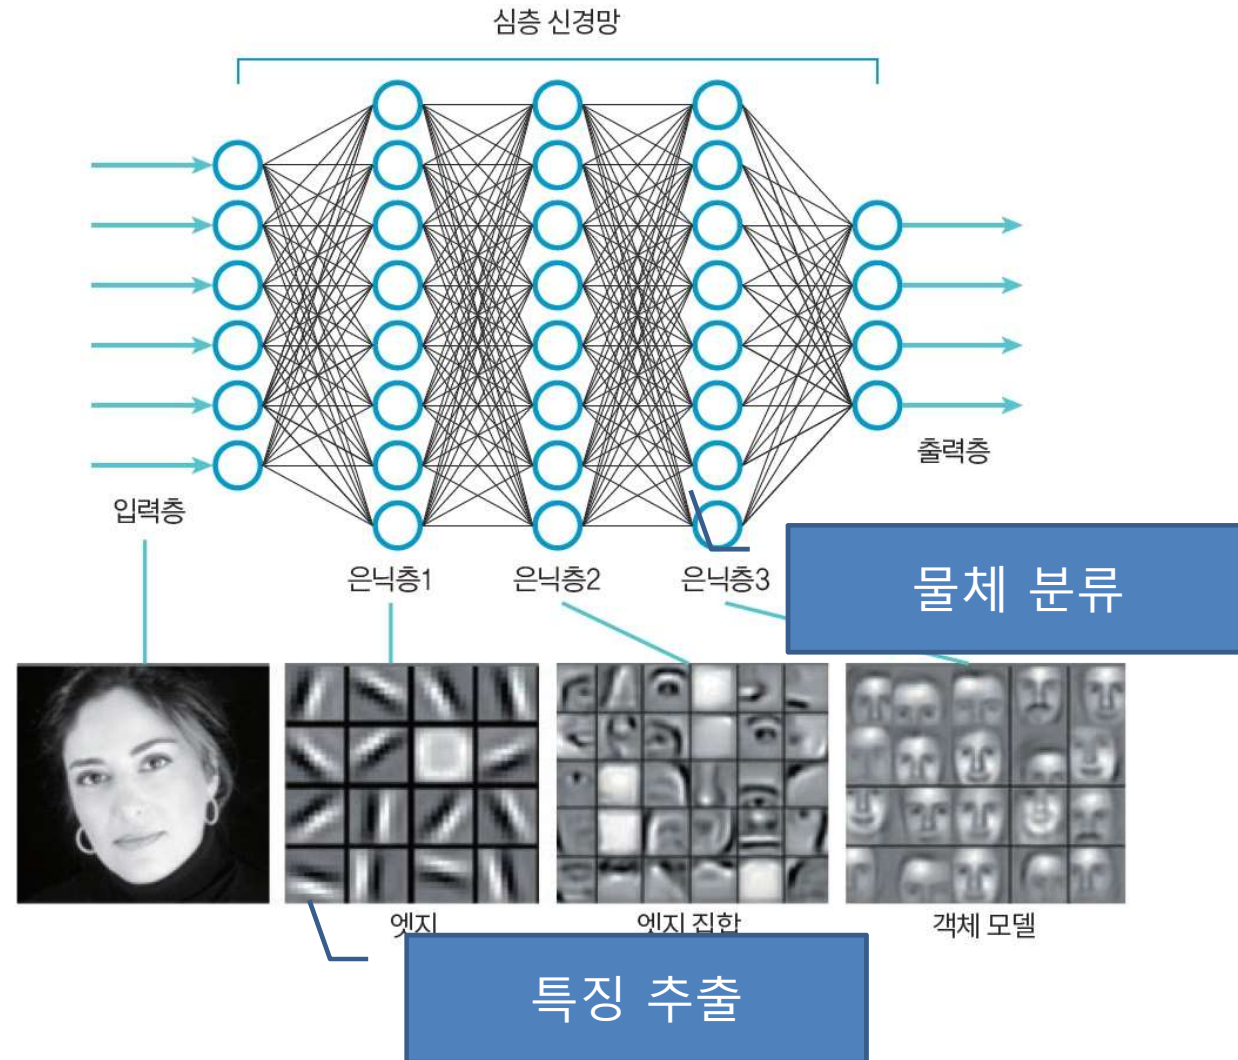 심층 신경망
출력층
입력층
은닉층1
은닉층2
은닉층3
물체 분류
엣지
엣지 집합
객체 모델
특징 추출